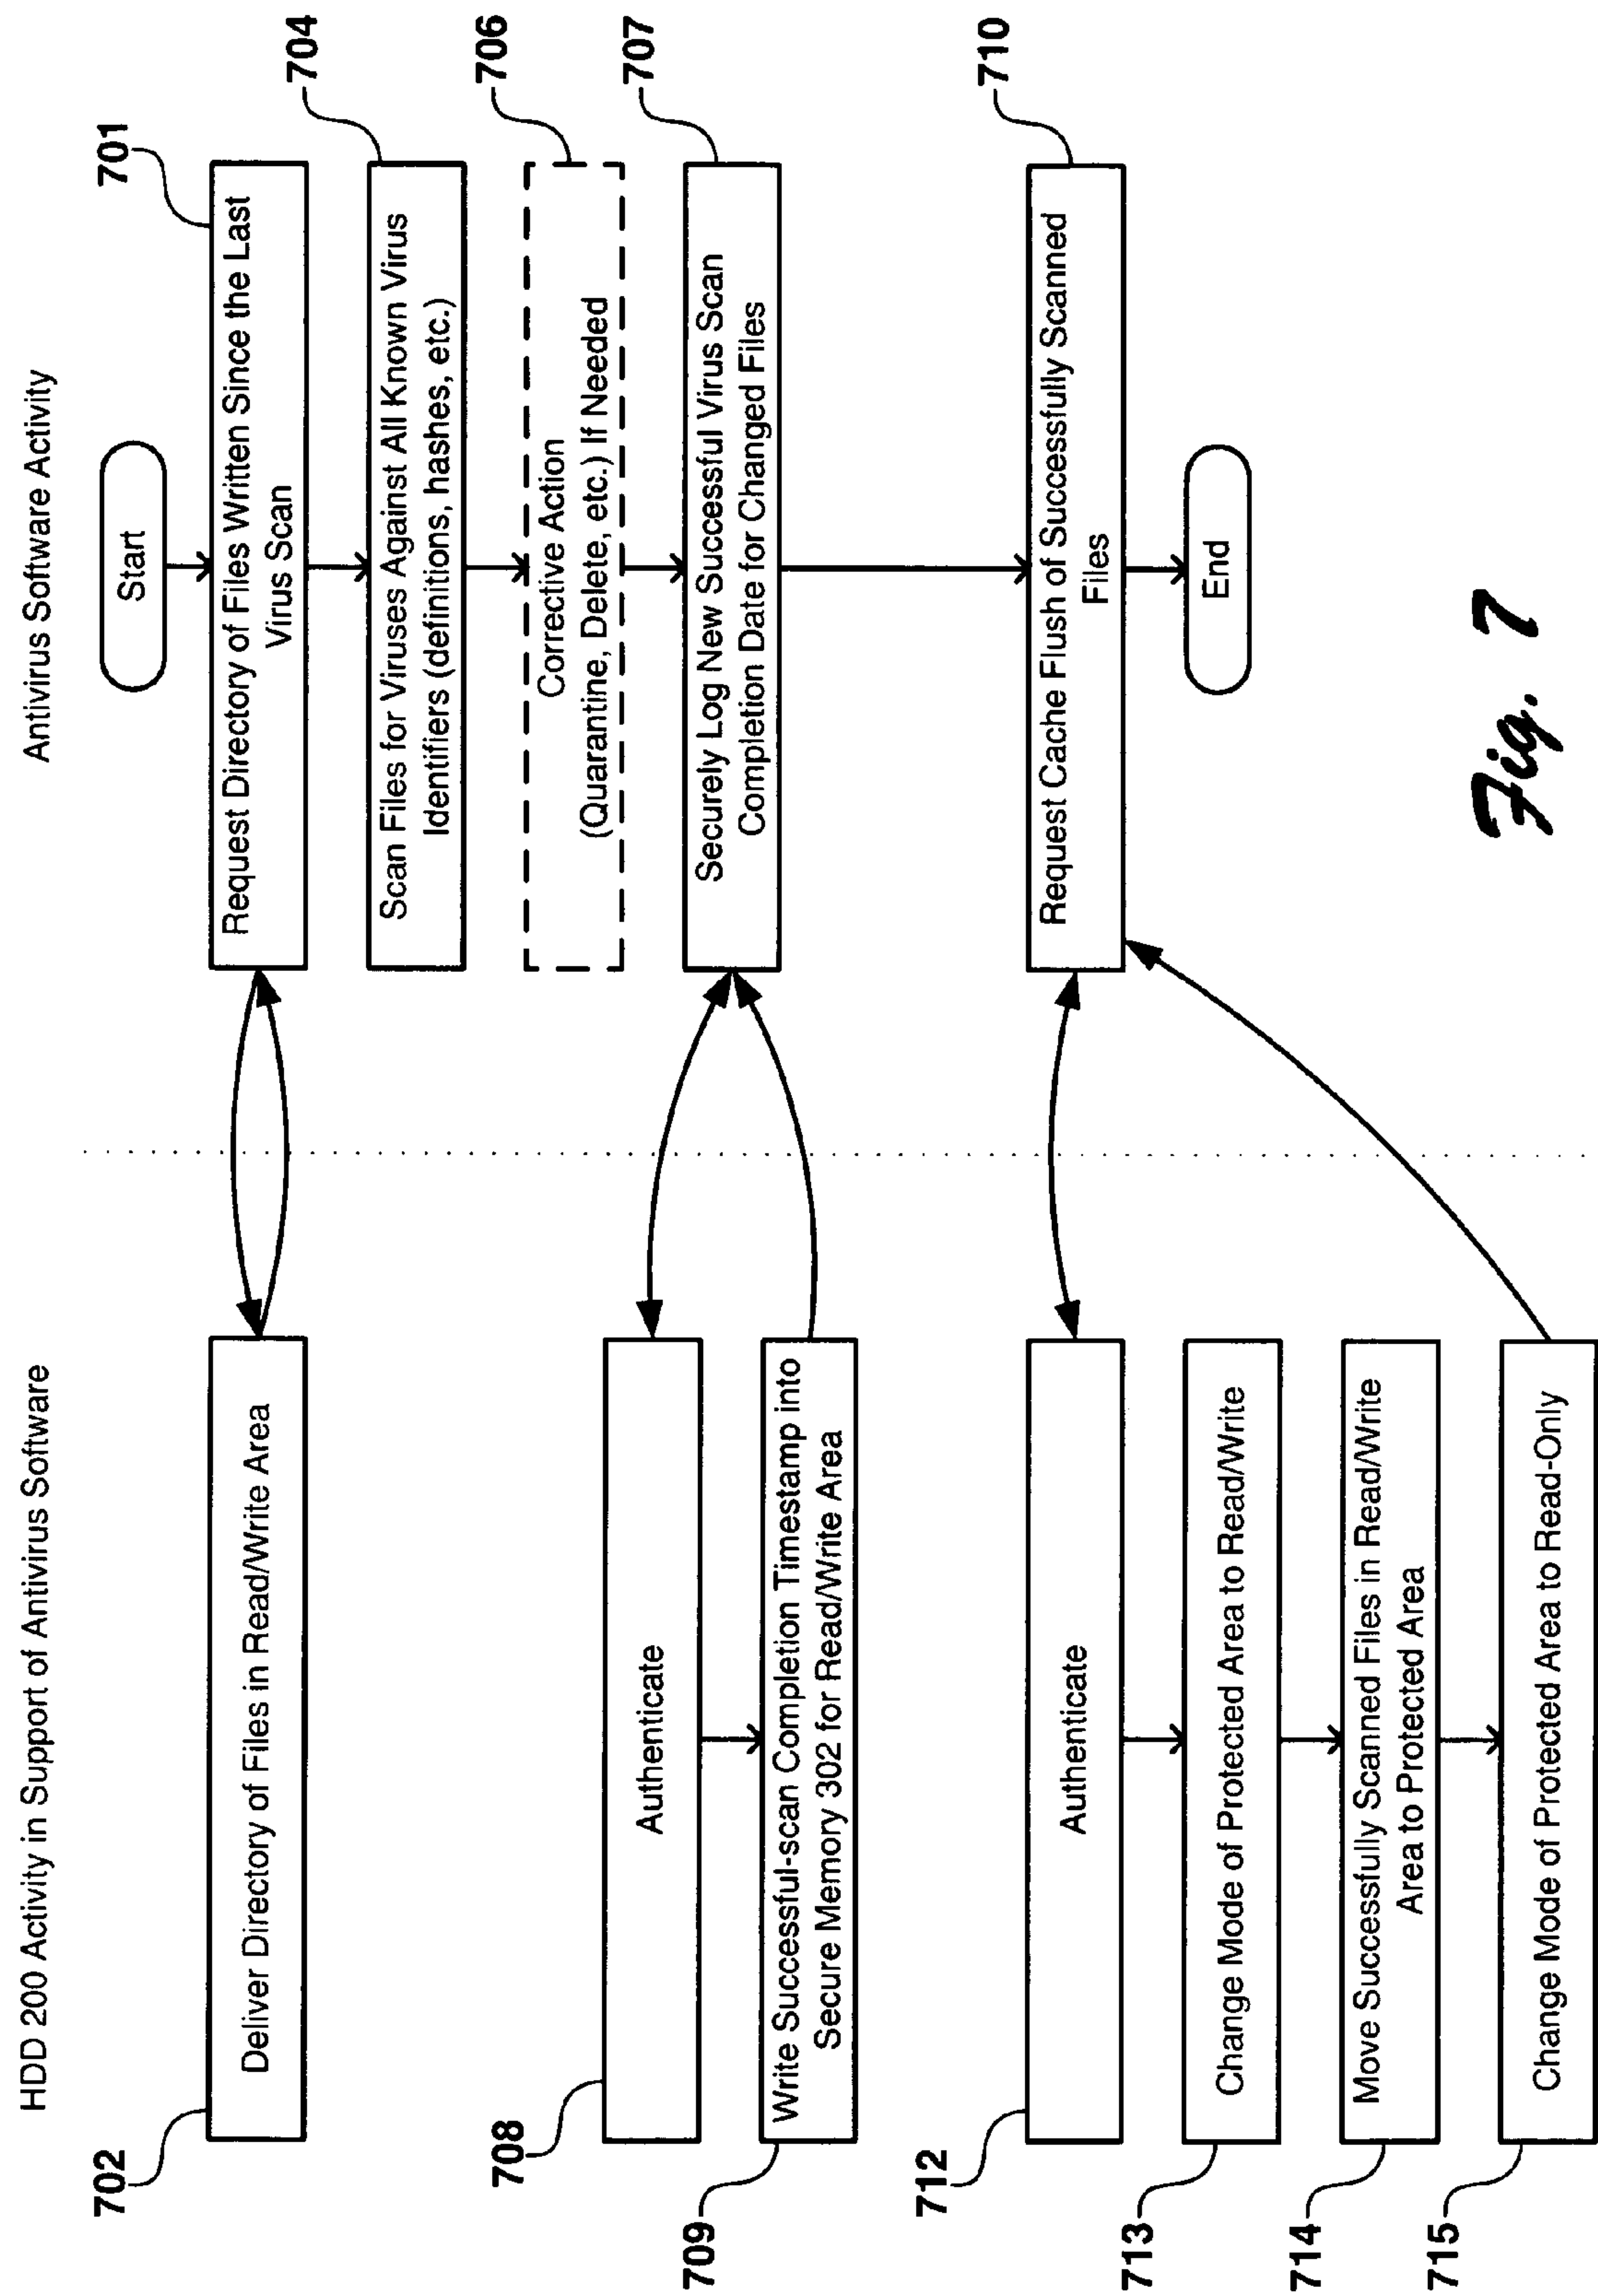 HDD 200 Activity in Support of Antivirus Software
Antivirus Software Activity
Start
701
Request Directory of Files Written Since the Last
Virus Scan
702
Deliver Directory of Files in Read/Write Area
704
Scan Files for Viruses Against All Known Virus
Identifiers (definitions, hashes, etc.)
706
Corrective Action
(Quarantine, Delete, etc.) If Needed
707
Securely Log New Successful Virus Scan
Completion Date for Changed Files
708
Authenticate
709
Write Successful-scan Completion Timestamp into
Secure Memory 302 for Read/Write Area
710
Request Cache Flush of Successfully Scanned
Files
712
Authenticate
713
Change Mode of Protected Area to Read/Write
714
Move Successfully Scanned Files in Read/Write
Area to Protected Area
715
Change Mode of Protected Area to Read-Only
End
Fig. 7